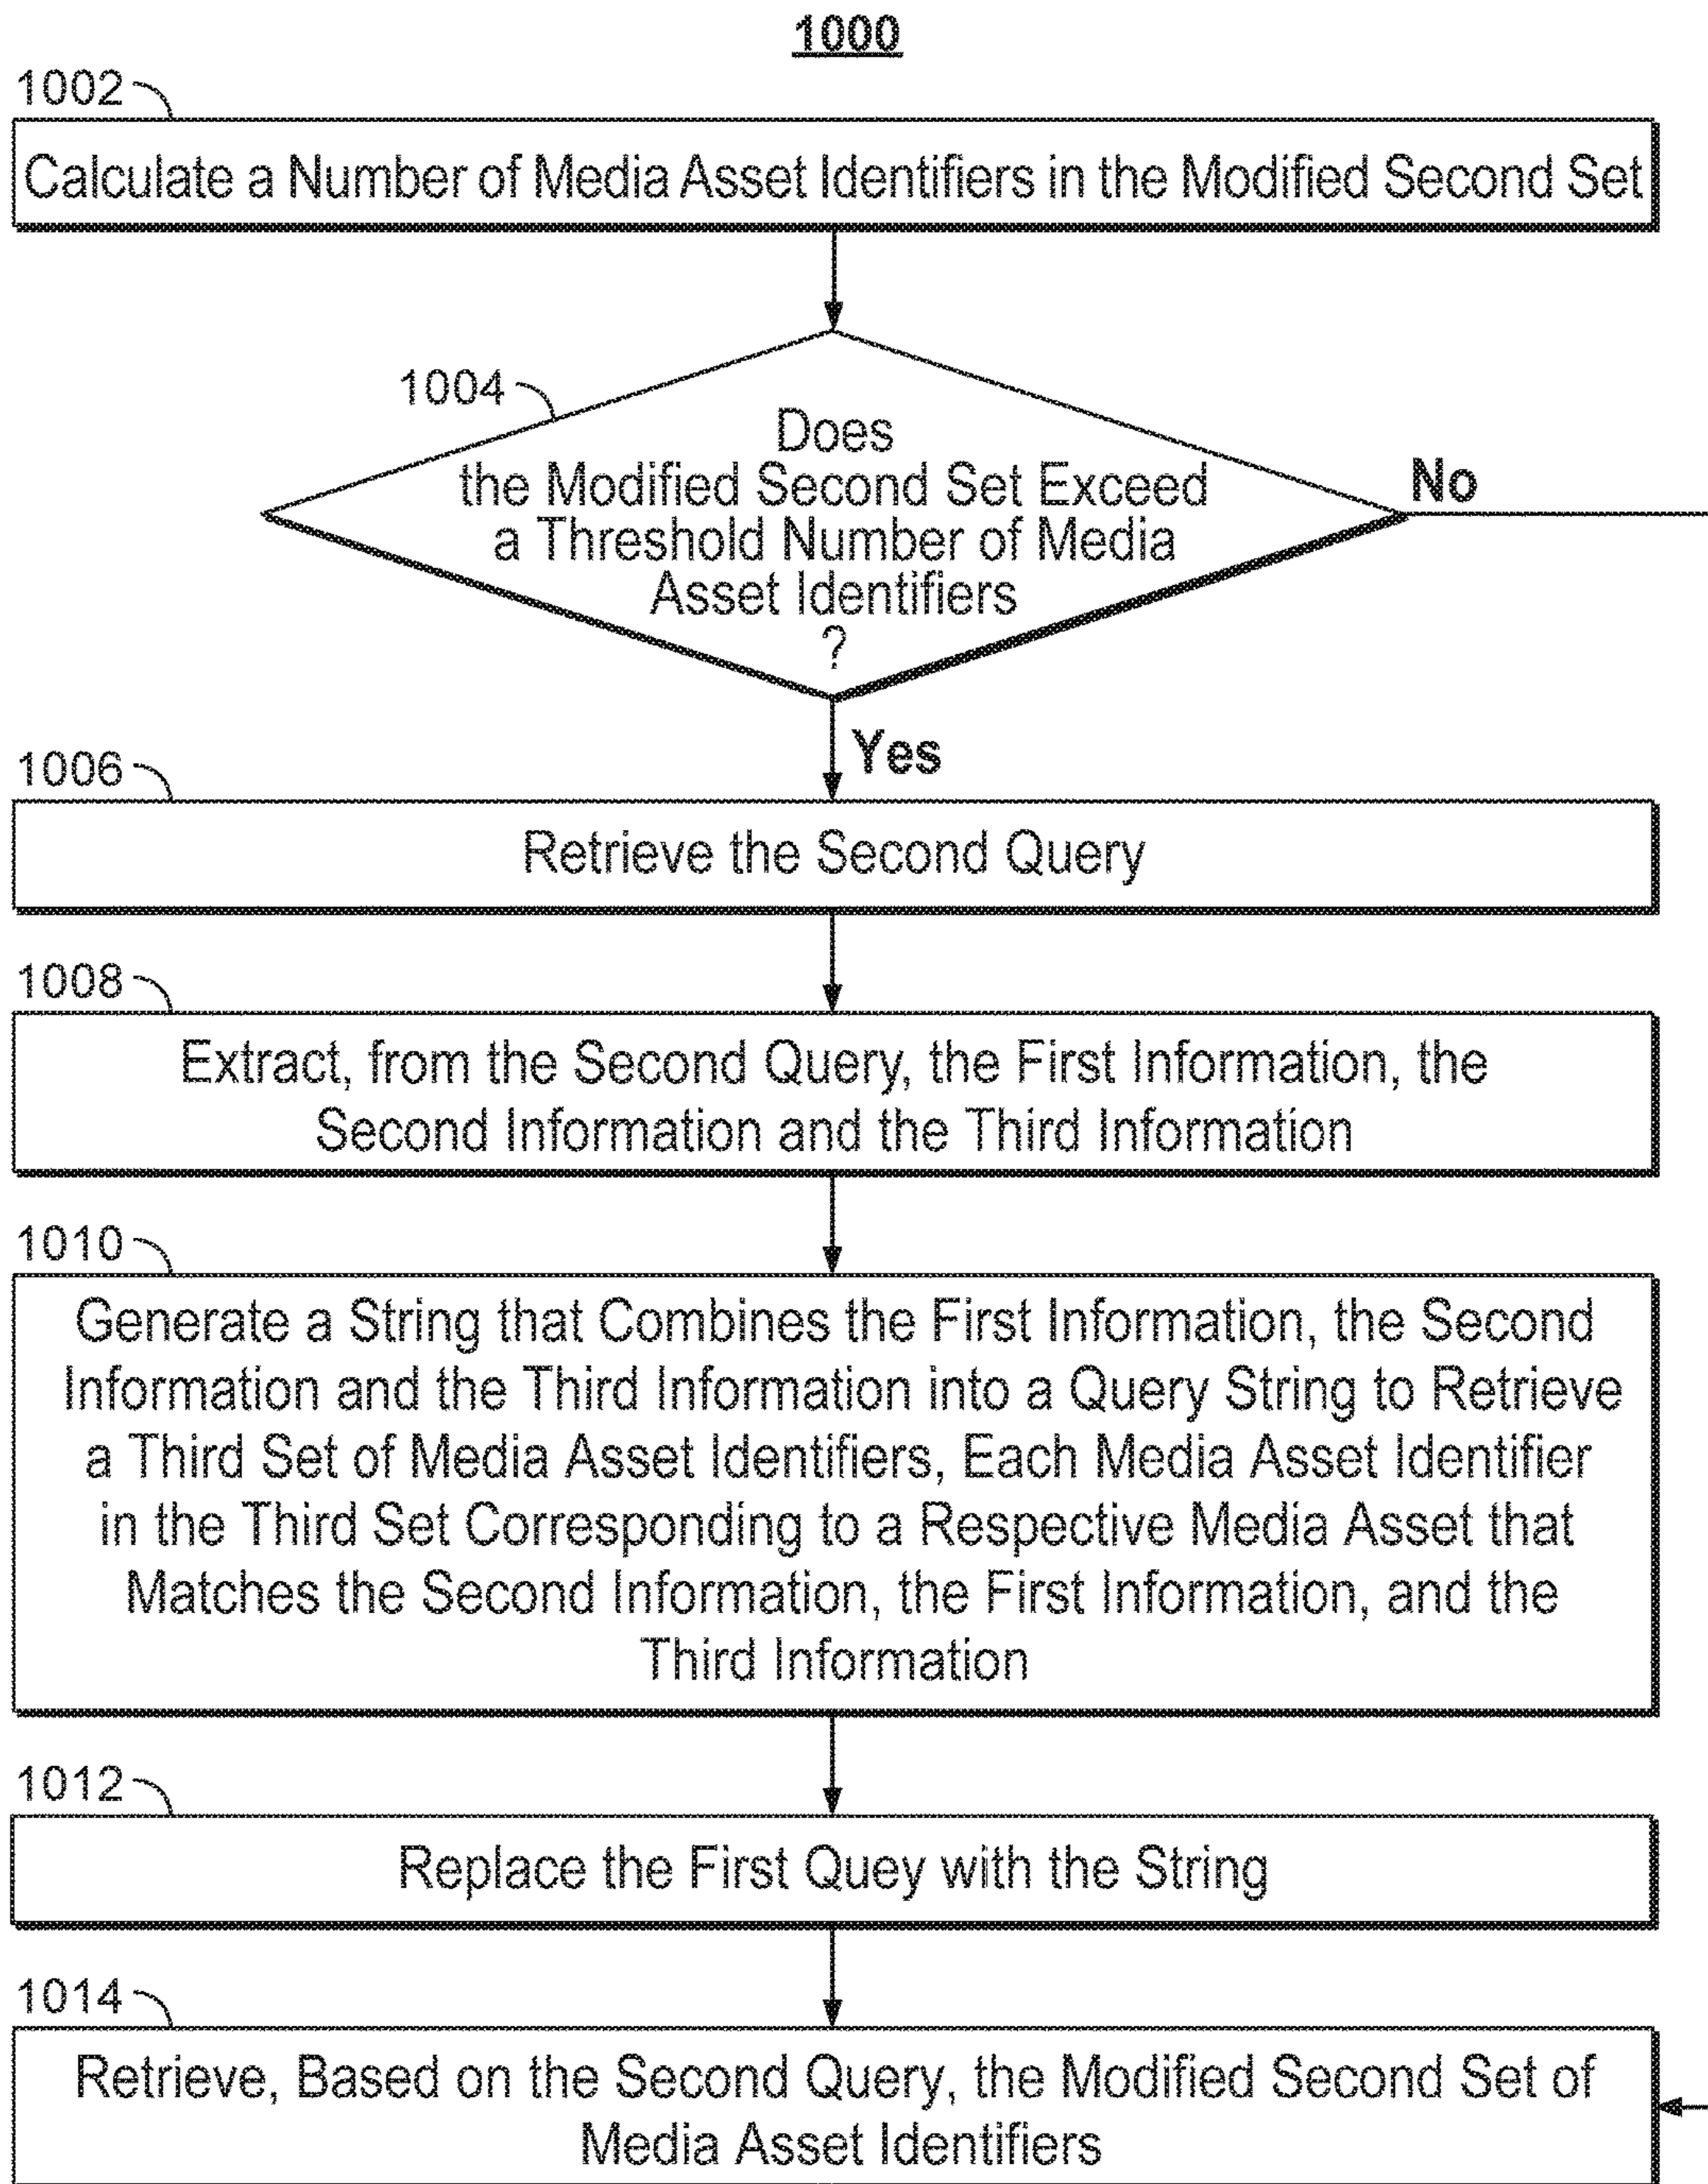 1000
1002
Calculate a Number of Media Asset Identifiers in the Modified Second Set
1004
Does
the Modified Second Set Exceed
a Threshold Number of Media
Asset Identifiers
?
No
Yes
1006
Retrieve the Second Query
1008
Extract, from the Second Query, the First Information, the
Second Information and the Third Information
1010
Generate a String that Combines the First Information, the Second
Information and the Third Information into a Query String to Retrieve
a Third Set of Media Asset Identifiers, Each Media Asset Identifier
in the Third Set Corresponding to a Respective Media Asset that
Matches the Second Information, the First Information, and the
Third Information
1012
Replace the First Quey with the String
1014
Retrieve, Based on the Second Query, the Modified Second Set of
Media Asset Identifiers